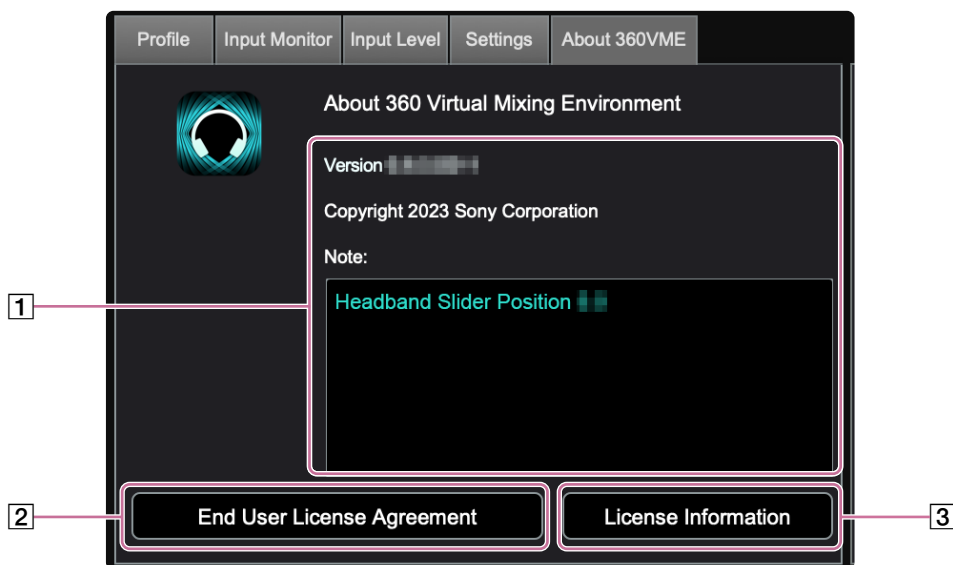 Profile Input Monitor Input Level Settings About 360VME
About 360 Virtual Mixing Environment
Version
Copyright 2023 Sony Corporation
Note:
1
Headband Slider Position
2
End User License Agreement
License Information
3